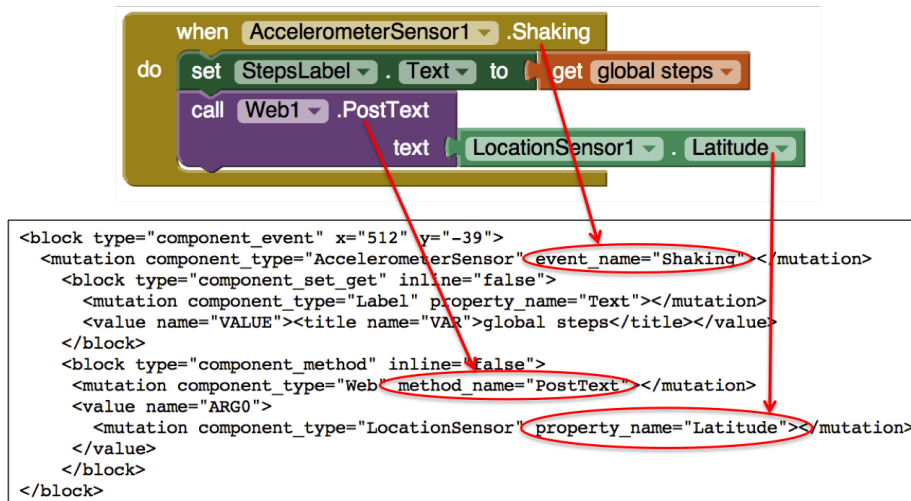 when AccelerometerSensor1 .Shaking
do set StepsLabel . Text to get global steps
call Web1 .PostText
text LocationSensor1 . Latitude
<block type="component_event" x="512" y="-39">
<mutation component_type="AccelerometerSensor" event_name="Shaking"></mutation>
<block type="component_set_get" inline="false">
<mutation component_type="Label" property_name="Text"></mutation>
<value name="VALUE"><title name="VAR">global steps</title></value>
</block>
<block type="component_method" inline="false">
<mutation component_type="Web" method_name="PostText"></mutation>
<value name="ARG0">
<mutation component_type="LocationSensor" property_name="Latitude"></mutation>
</value>
</block>
</block>